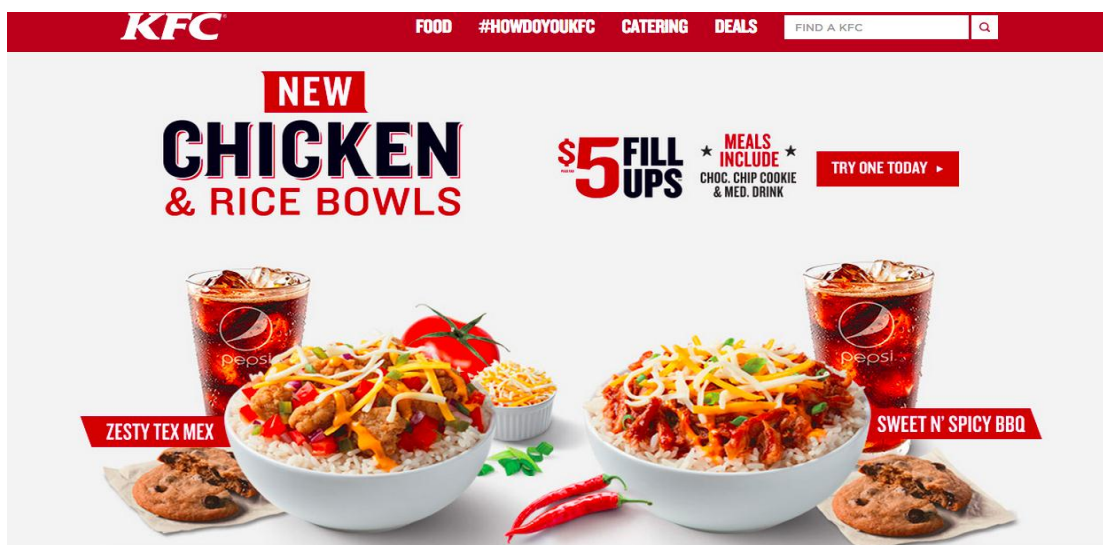 KFC
FOOD #HOWDOYOUKFC CATERING DEALS FIND A KFC
NEW
CHICKEN
& RICE BOWLS
$5 FILL
UPS
MEALS
INCLUDE
CHOC. CHIP COOKIE
& MED. DRINK
TRY ONE TODAY
pepsi
pepsi
ZESTY TEX MEX
SWEET N' SPICY BBQ